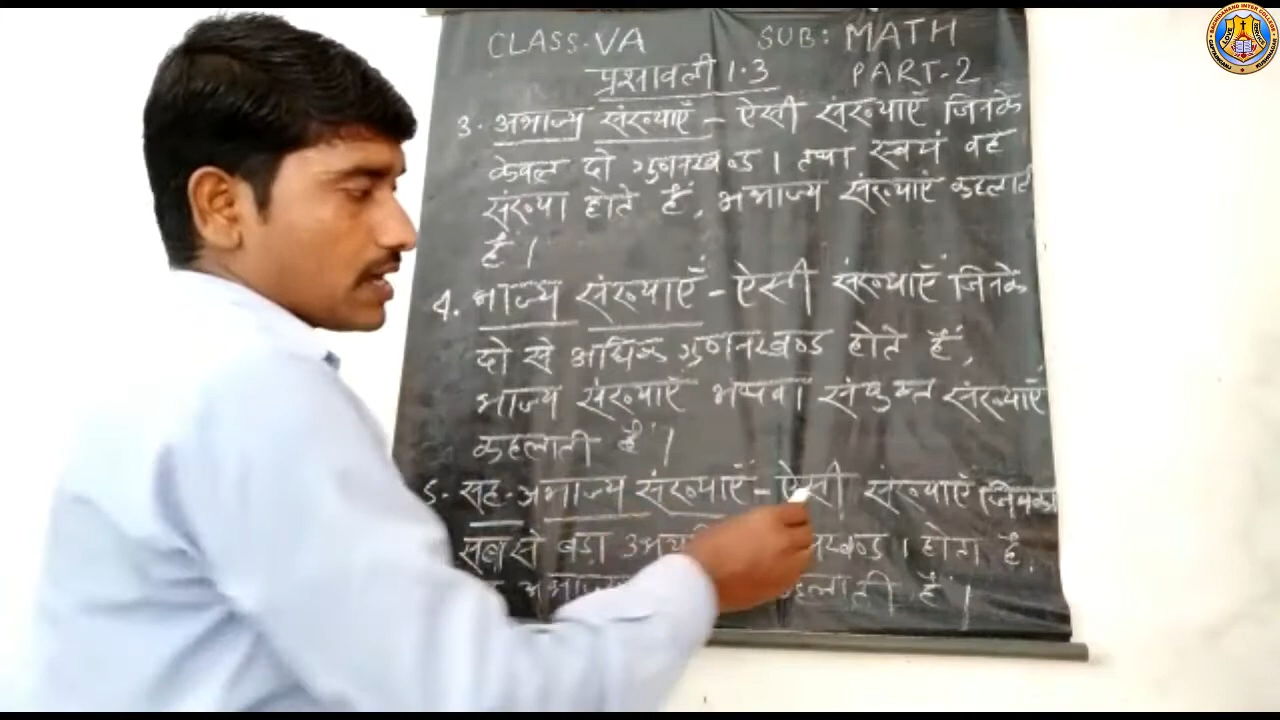 CLASS-VA SUB: MATH
प्रश्नावली 1.3 PART-2
3. अभाज्य संख्याएँ - ऐसी संख्याएँ जिनके
केवल दो गुणनखण्ड 1 तथा स्वयं वह
संख्या होते हैं, अभाज्य संख्याएं कहलाते
हैं।
4. भाज्य संख्याएँ - ऐसी संख्याएँ जिनके
दो से अधिक गुणनखण्ड होते हैं,
भाज्य संख्याएँ अथवा संयुक्त संख्याएँ
कहलाती हैं।
5. सह-अभाज्य संख्याएँ - ऐसी संख्याएँ जिनका
सबसे बड़ा 1 होता है,
हैं।